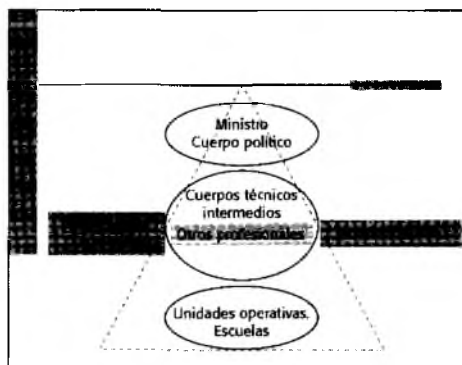 Ministro
Cuerpo político
Cuerpos técnicos
intermedios
Otros profesionales
Unidades operativas.
Escuelas